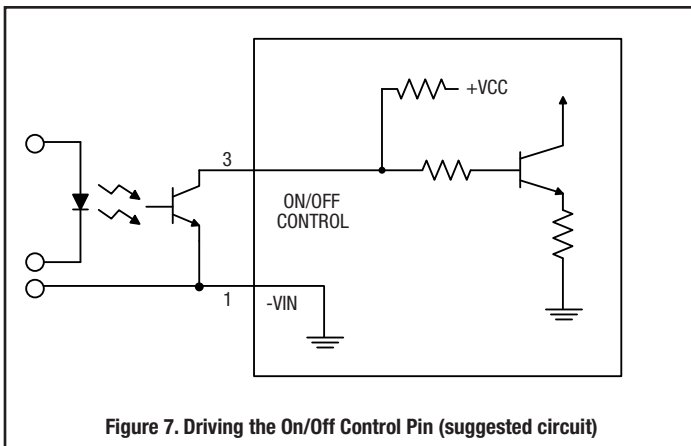 +VCC
3
ON/OFF
CONTROL
1
-VIN
Figure 7. Driving the On/Off Control Pin (suggested circuit)